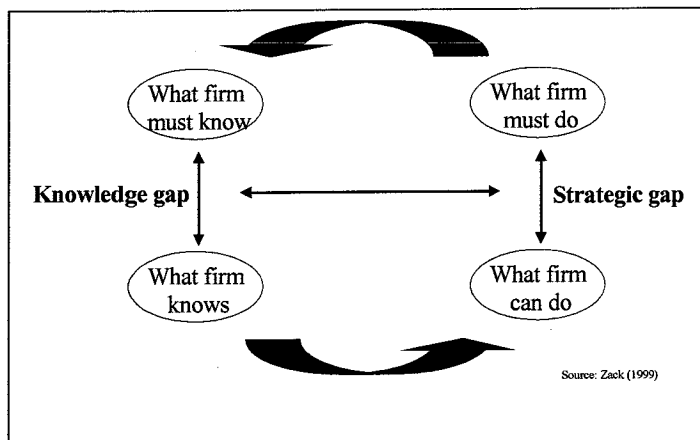 What firm
must know
What firm
must do
Knowledge gap
Strategic gap
What firm
knows
What firm
can do
Source: Zack (1999)